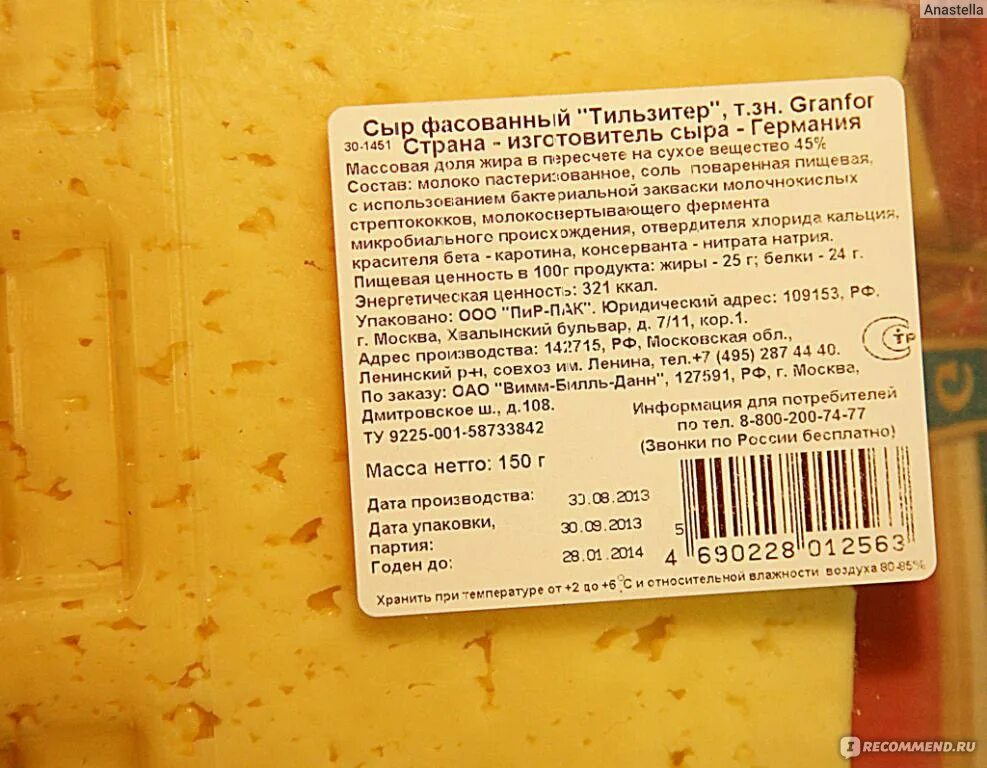 Anastella
Сыр фасованный "Тильзитер", т.зн. Granfor
30-1451 Страна - изготовитель сыра - Германия
Массовая доля жира в пересчете на сухое вещество 45%
Состав: молоко пастеризованное, соль поваренная пищевая,
с использованием бактериальной закваски молочнокислых
стрептококков, молокосвертывающего фермента
микробиального происхождения, отвердителя хлорида кальция,
красителя бета - каротина, консерванта - нитрата натрия.
Пищевая ценность в 100г продукта: жиры - 25 г; белки - 24 г.
Энергетическая ценность: 321 ккал.
Упаковано: ООО "ПиР-ПАК". Юридический адрес: 109153, РФ,
г. Москва, Хвалынский бульвар, д. 7/11, кор.1.
Адрес производства: 142715, РФ, Московская обл.,
Ленинский р-н, совхоз им. Ленина, тел.+7 (495) 287 44 40.
По заказу: ОАО "Вимм-Билль-Данн", 127591, РФ, г. Москва,
Дмитровское ш., д.108.
ТУ 9225-001-58733842
Информация для потребителей
по тел. 8-800-200-74-77
(Звонки по России бесплатно)
Масса нетто: 150 г
Дата производства: 30.08.2013
Дата упаковки, 30.09.2013
партия:
Годен до: 28.01.2014
5
4 690228 012563
Хранить при температуре от +2 до +6°С и относительной влажности воздуха 80-85%
IRECOMMEND.RU